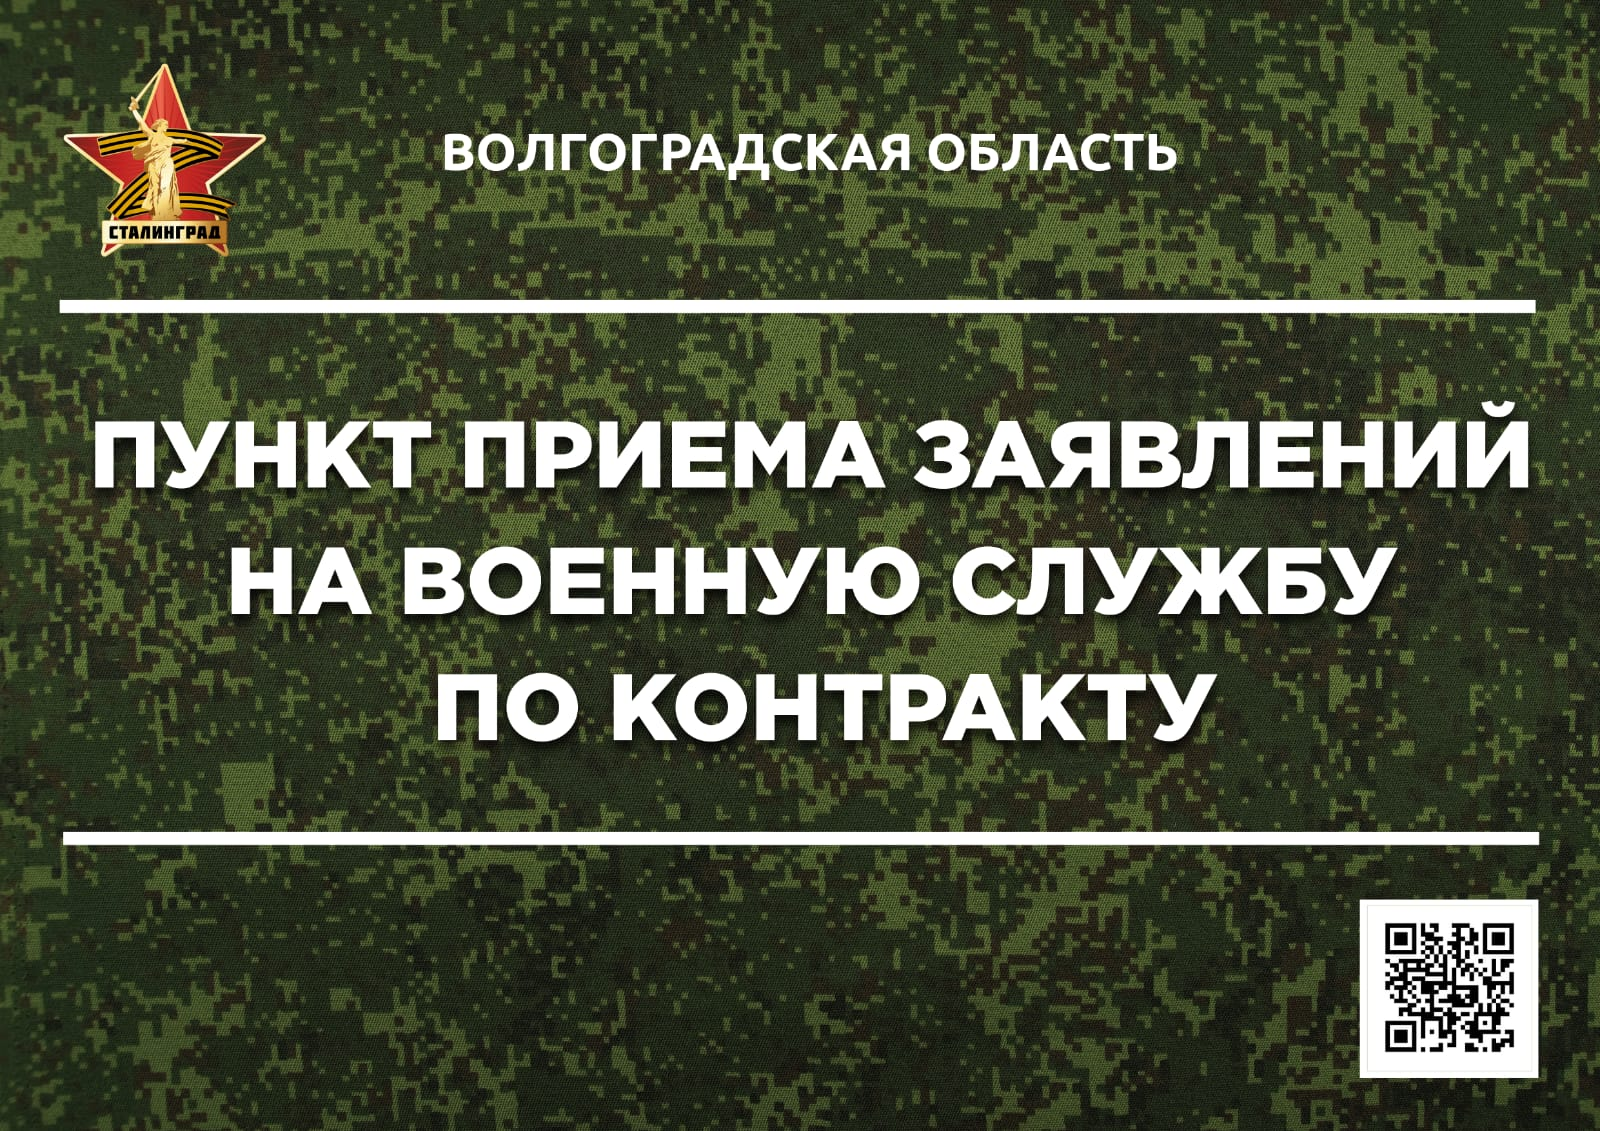 СТАЛИНГРАД
ВОЛГОГРАДСКАЯ ОБЛАСТЬ
ПУНКТ ПРИЕМА ЗАЯВЛЕНИЙ
НА ВОЕННУЮ СЛУЖБУ
ПО КОНТРАКТУ